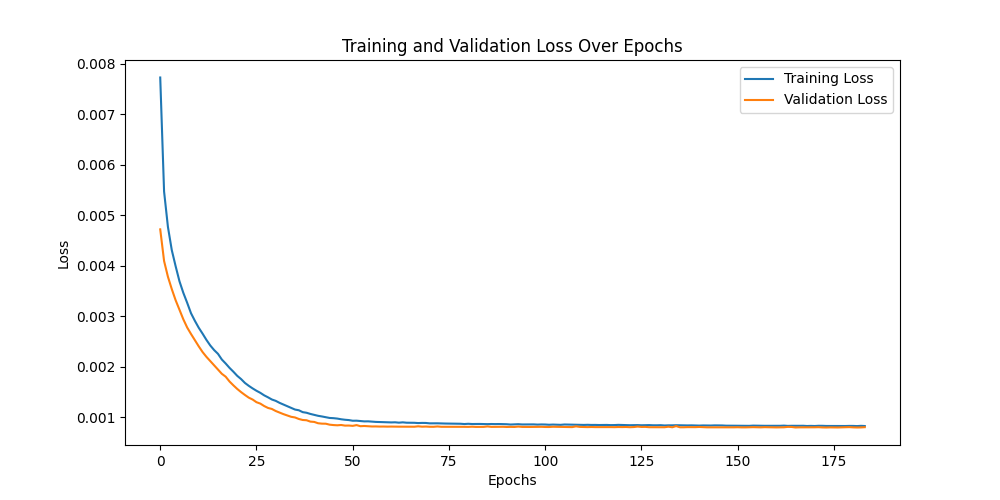 Training and Validation Loss Over Epochs
Training Loss
Validation Loss
0.008
0.007
0.006
0.005
0.004
0.003
0.002
0.001
Loss
0 25 50 75 100 125 150 175
Epochs